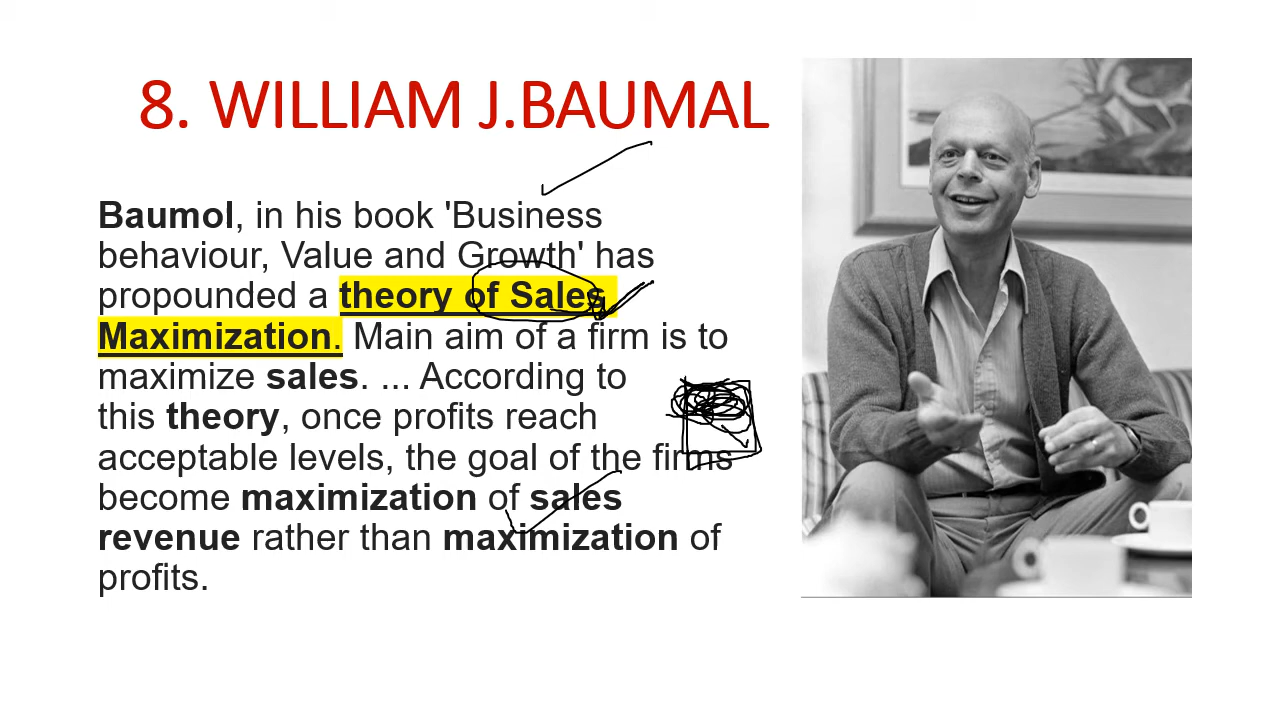 8. WILLIAM J.BAUMAL
Baumol, in his book 'Business
behaviour, Value and Growth' has
propounded a theory of Sales
Maximization. Main aim of a firm is to
maximize sales. ... According to
this theory, once profits reach
acceptable levels, the goal of the firms
become maximization of sales
revenue rather than maximization of
profits.